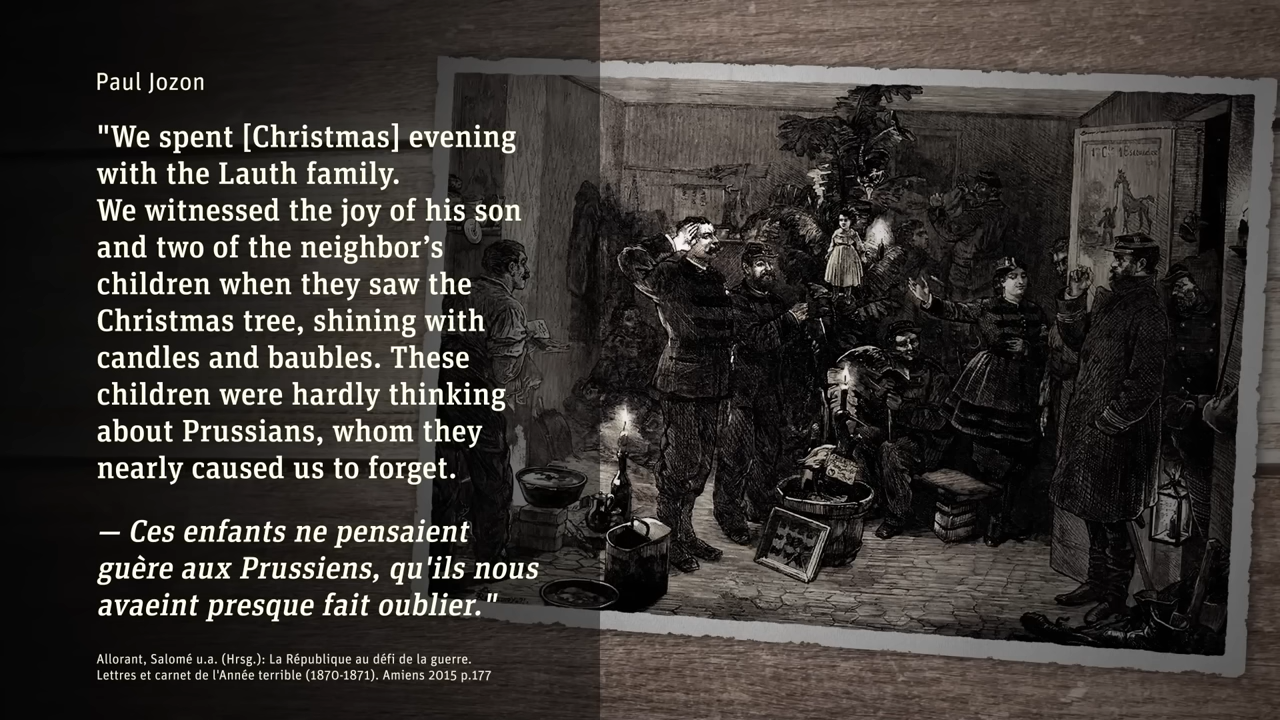 Paul Jozon
"We spent [Christmas] evening
with the Lauth family.
We witnessed the joy of his son
and two of the neighbor’s
children when they saw the
Christmas tree, shining with
candles and baubles. These
children were hardly thinking
about Prussians, whom they
nearly caused us to forget.
— Ces enfants ne pensaient
guère aux Prussiens, qu'ils nous
avaeint presque fait oublier."
Allorant, Salomé u.a. (Hrsg.): La République au défi de la guerre.
Lettres et carnet de l'Année terrible (1870-1871). Amiens 2015 p.177